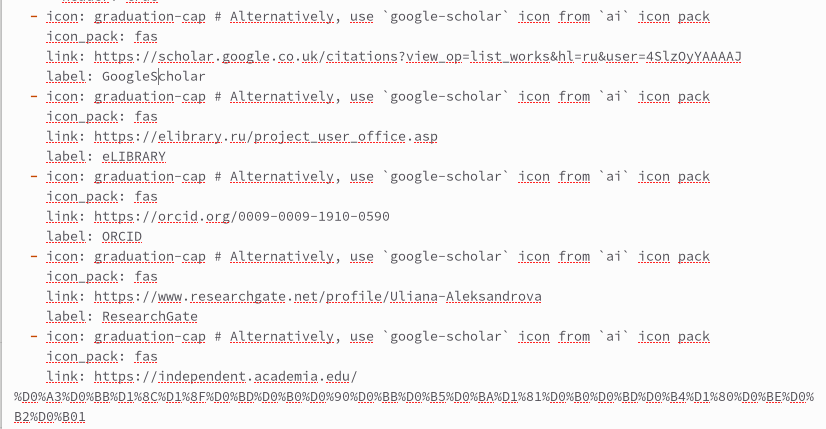 - icon: graduation-cap # Alternatively, use `google-scholar` icon from `ai` icon pack
icon_pack: fas
link: https://scholar.google.co.uk/citations?view_op=list_works&hl=ru&user=4SlzOyYAAAAJ
label: GoogleScholar
- icon: graduation-cap # Alternatively, use `google-scholar` icon from `ai` icon pack
icon_pack: fas
link: https://elibrary.ru/project_user_office.asp
label: eLIBRARY
- icon: graduation-cap # Alternatively, use `google-scholar` icon from `ai` icon pack
icon_pack: fas
link: https://orcid.org/0009-0009-1910-0590
label: ORCID
- icon: graduation-cap # Alternatively, use `google-scholar` icon from `ai` icon pack
icon_pack: fas
link: https://www.researchgate.net/profile/Uliana-Aleksandrova
label: ResearchGate
- icon: graduation-cap # Alternatively, use `google-scholar` icon from `ai` icon pack
icon_pack: fas
link: https://independent.academia.edu/
%D0%A3%D0%BB%D1%8C%D1%8F%D0%BD%D0%B0%D0%90%D0%BB%D0%B5%D0%BA%D1%81%D0%B0%D0%BD%D0%B4%D1%80%D0%BE%D0%
B2%D0%B01